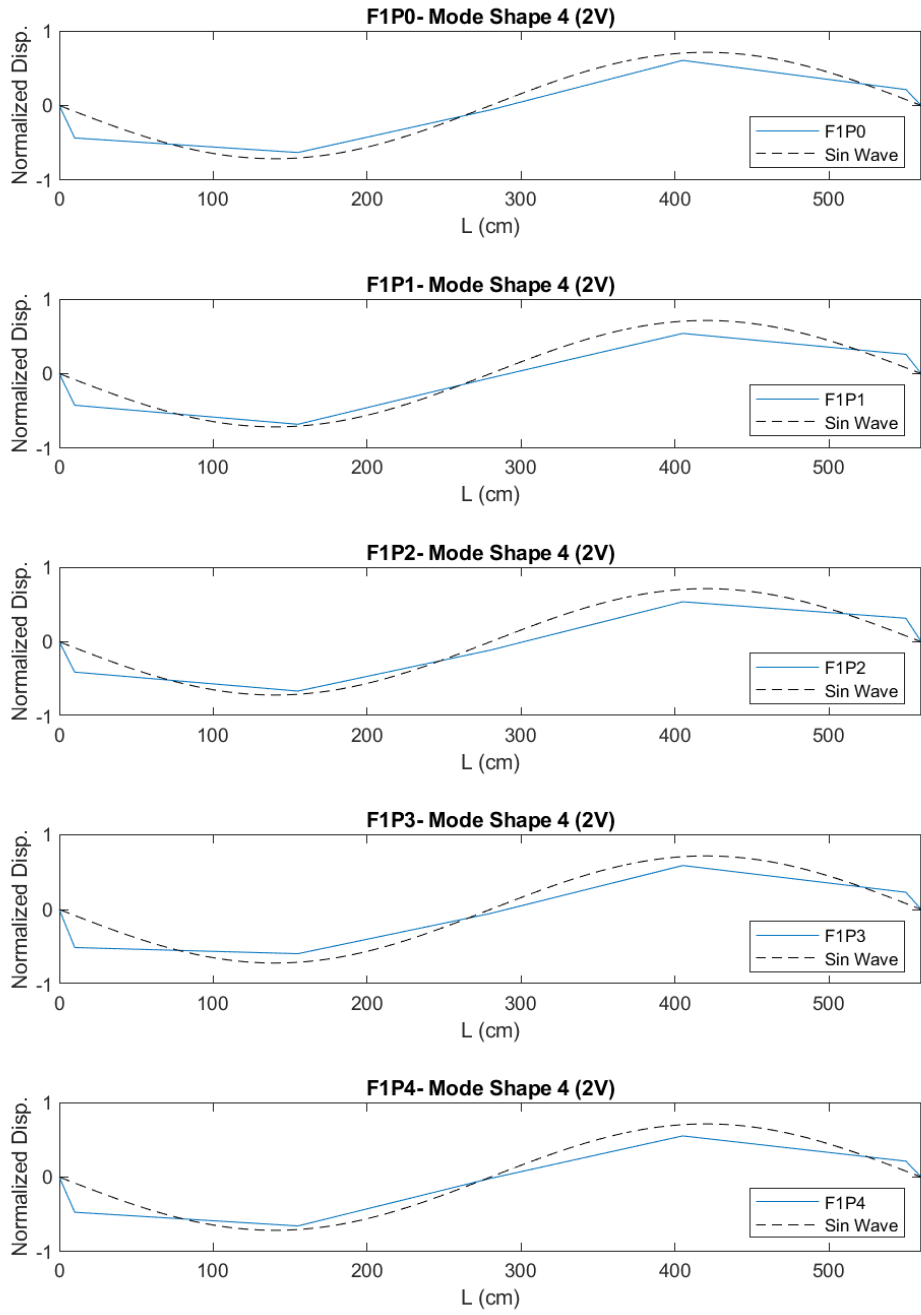 F1P0- Mode Shape 4 (2V)
Normalized Disp.
1
0
-1
F1P0
Sin Wave
0 100 200 300 400 500
L (cm)
F1P1- Mode Shape 4 (2V)
Normalized Disp.
1
0
-1
F1P1
Sin Wave
0 100 200 300 400 500
L (cm)
F1P2- Mode Shape 4 (2V)
Normalized Disp.
1
0
-1
F1P2
Sin Wave
0 100 200 300 400 500
L (cm)
F1P3- Mode Shape 4 (2V)
Normalized Disp.
1
0
-1
F1P3
Sin Wave
0 100 200 300 400 500
L (cm)
F1P4- Mode Shape 4 (2V)
Normalized Disp.
1
0
-1
F1P4
Sin Wave
0 100 200 300 400 500
L (cm)